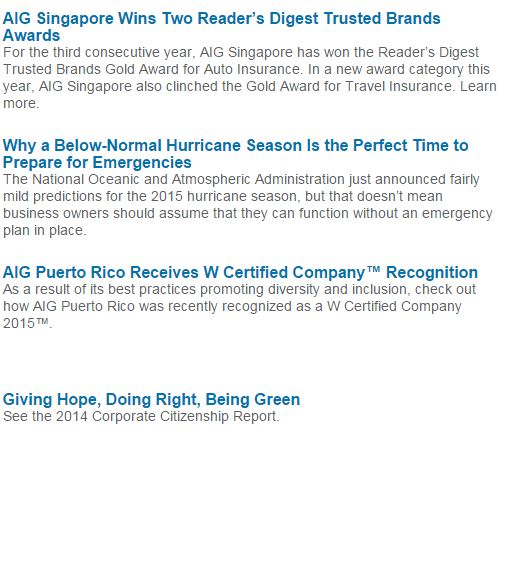 AIG Singapore Wins Two Reader’s Digest Trusted Brands
Awards
For the third consecutive year, AIG Singapore has won the Reader’s Digest
Trusted Brands Gold Award for Auto Insurance. In a new award category this
year, AIG Singapore also clinched the Gold Award for Travel Insurance. Learn
more.
Why a Below-Normal Hurricane Season Is the Perfect Time to
Prepare for Emergencies
The National Oceanic and Atmospheric Administration just announced fairly
mild predictions for the 2015 hurricane season, but that doesn’t mean
business owners should assume that they can function without an emergency
plan in place.
AIG Puerto Rico Receives W Certified Company™ Recognition
As a result of its best practices promoting diversity and inclusion, check out
how AIG Puerto Rico was recently recognized as a W Certified Company
2015™.
Giving Hope, Doing Right, Being Green
See the 2014 Corporate Citizenship Report.